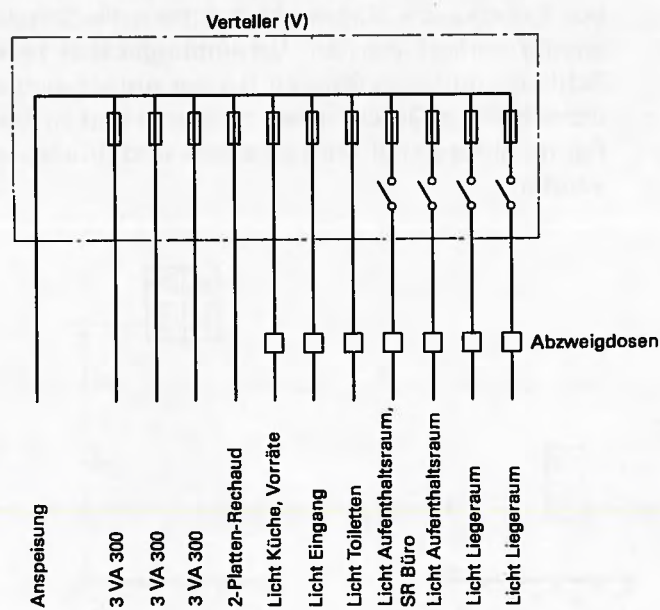 Verteiler (V)
Abzweigdosen
Anspeisung
3 VA 300
3 VA 300
3 VA 300
2-Platten-Rechaud
Licht Küche, Vorräte
Licht Eingang
Licht Toiletten
Licht Aufenthaltsraum,
SR Büro
Licht Aufenthaltsraum
Licht Liegeraum
Licht Liegeraum